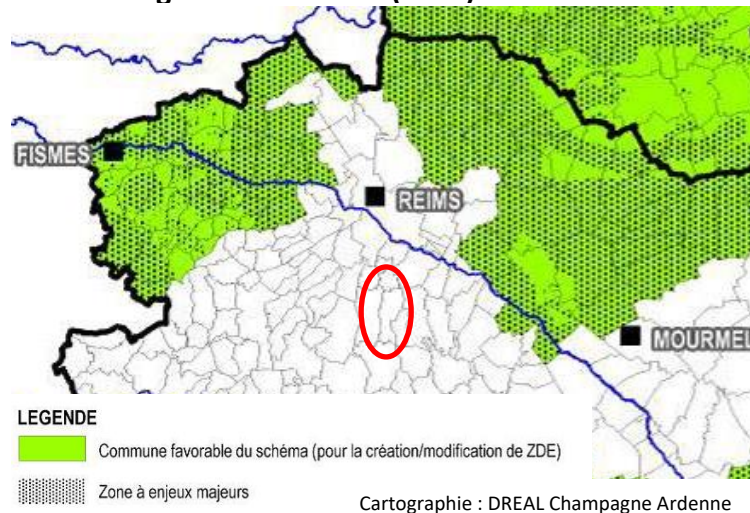 FISMES
REIMS
MOURMEL
LEGENDE
Commune favorable du schéma (pour la création/modification de ZDE)
Zone à enjeux majeurs
Cartographie : DREAL Champagne Ardenne